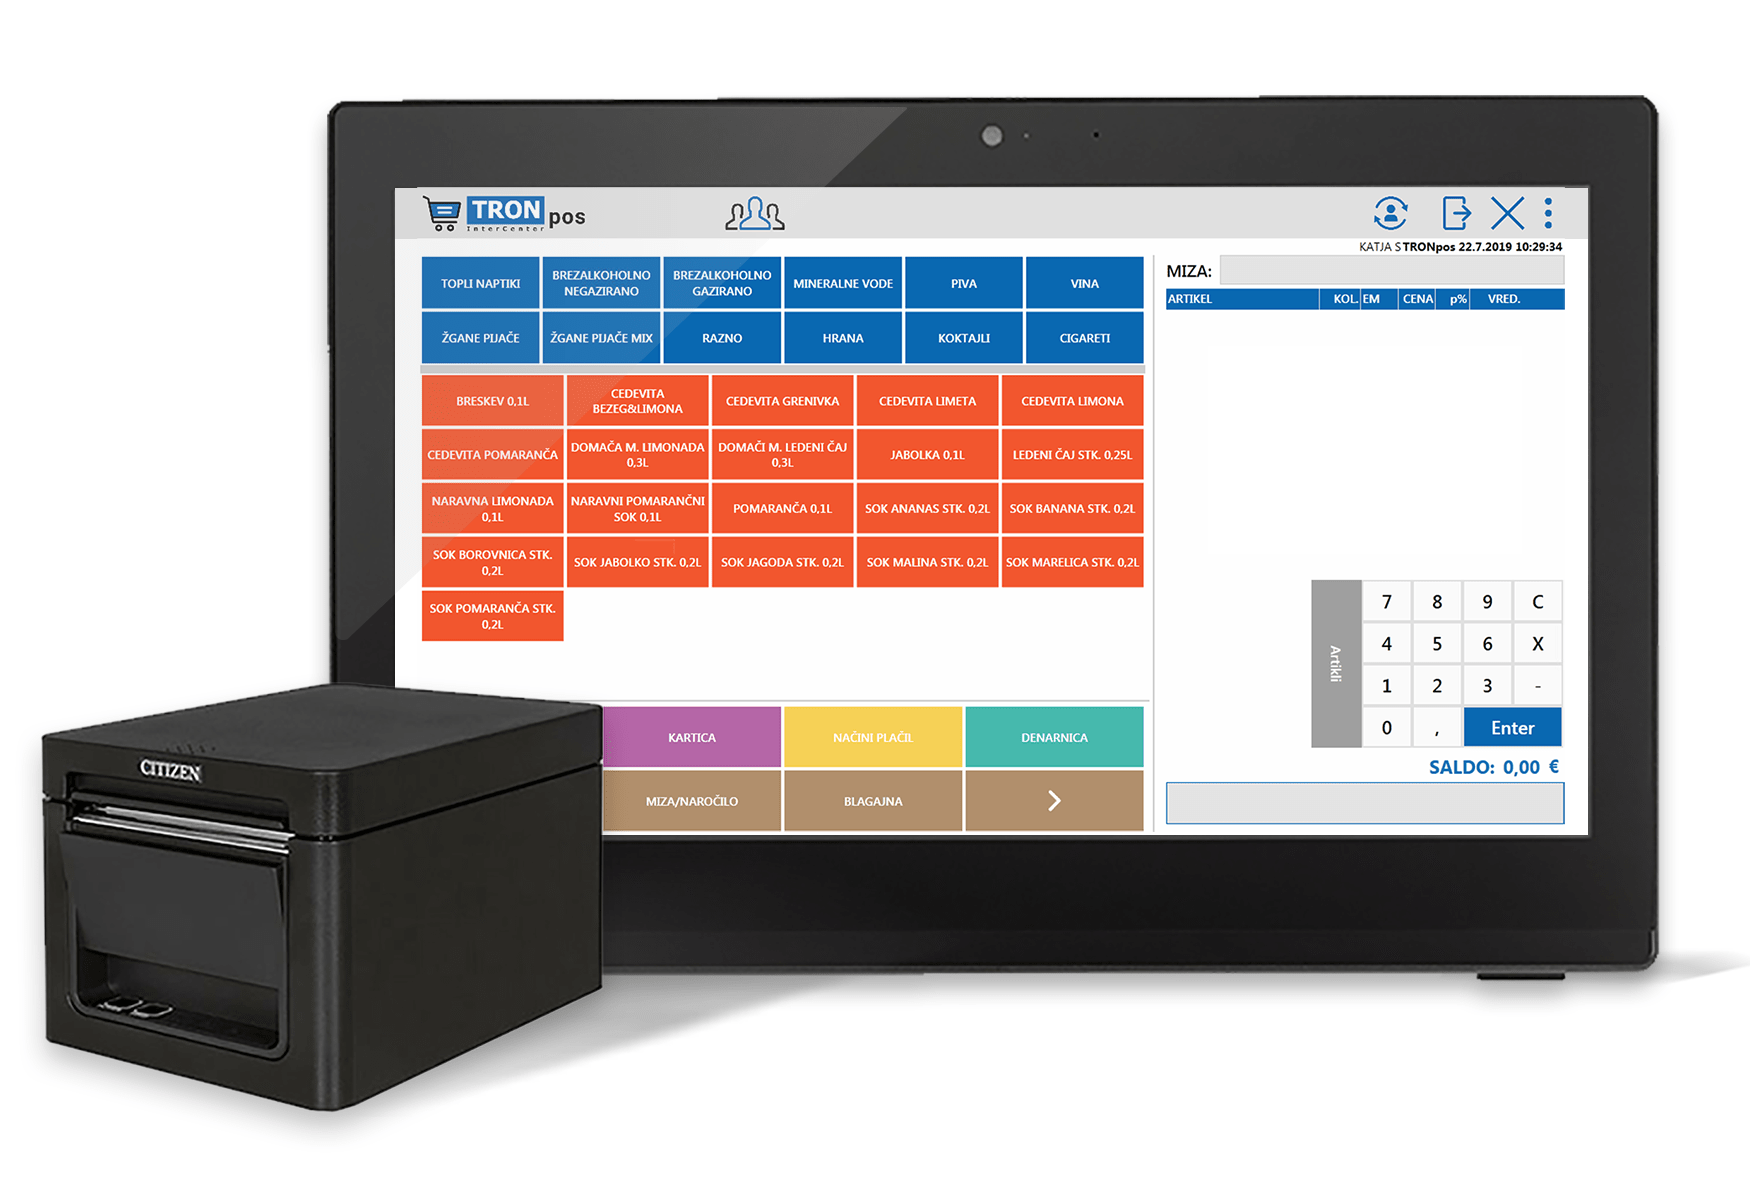 TRON pos
InterCenter
KATJA S TRONpos 22.7.2019 10:29:34
TOPLI NAPTIKI
BREZALKOHOLNO
NEGAZIRANO
BREZALKOHOLNO
GAZIRANO
MINERALNE VODE
PIVA
VINA
ŽGANE PIJAČE
ŽGANE PIJAČE MIX
RAZNO
HRANA
KOKTAJLI
CIGARETI
BRESKEV 0,1L
CEDEVITA
BEZEG&LIMONA
CEDEVITA GRENIVKA
CEDEVITA LIMETA
CEDEVITA LIMONA
CEDEVITA POMARANČA
DOMAČA M. LIMONADA
0,3L
DOMAČI M. LEDENI ČAJ
0,3L
JABOLKA 0,1L
LEDENI ČAJ STK. 0,25L
NARAVNA LIMONADA
0,1L
NARAVNI POMARANČNI
SOK 0,1L
POMARANČA 0,1L
SOK ANANAS STK. 0,2L
SOK BANANA STK. 0,2L
SOK BOROVNICA STK.
0,2L
SOK JABOLKO STK. 0,2L
SOK JAGODA STK. 0,2L
SOK MALINA STK. 0,2L
SOK MARELICA STK. 0,2L
SOK POMARANČA STK.
0,2L
KARTICA
NAČINI PLAČIL
DENARNICA
MIZA/NAROČILO
BLAGAJNA
MIZA:
ARTIKEL KOL. EM CENA p% VRED.
Artikli
7 8 9 C
4 5 6 X
1 2 3 -
0 , Enter
SALDO: 0,00 €
CITIZEN